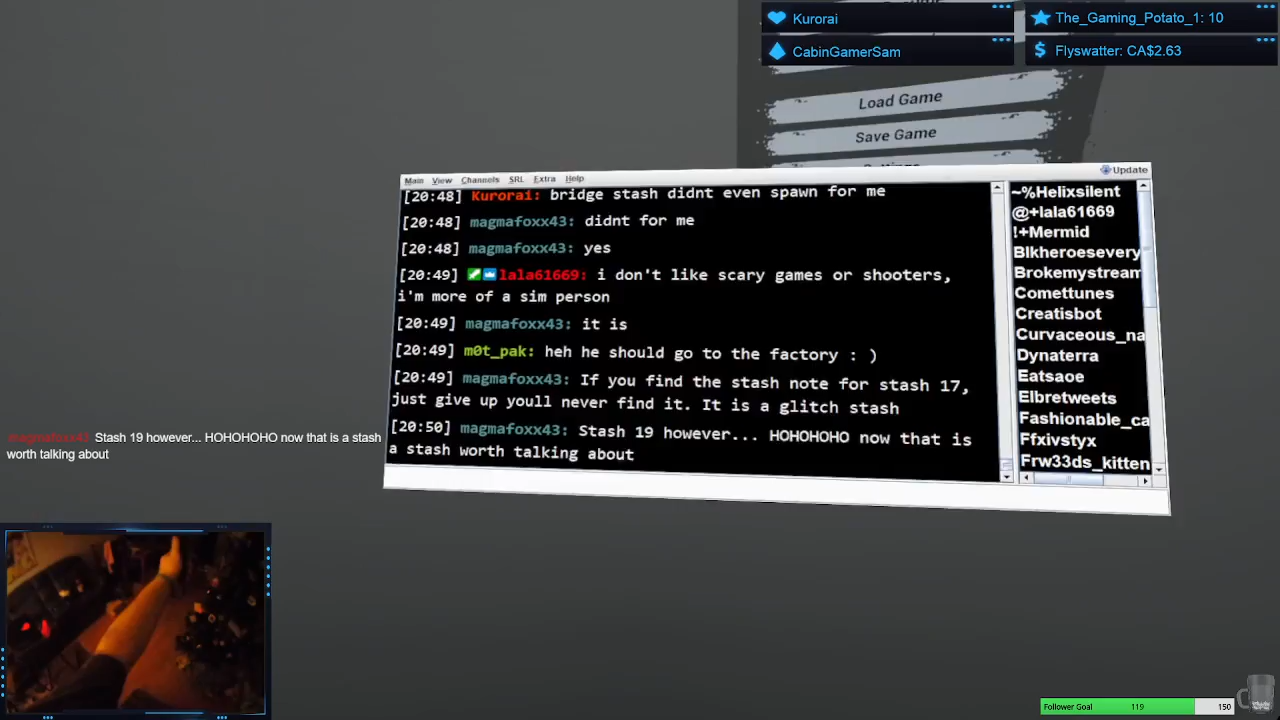 Kurorai
The_Gaming_Potato_1: 10
CabinGamerSam
Flyswatter: CA$2.63
Load Game
Save Game
Main View Channels SRL Extra Help
Update
[20:48] Kurorai: bridge stash didnt even spawn for me
[20:48] magmafoxx43: didnt for me
[20:48] magmafoxx43: yes
[20:49] lala61669: i don't like scary games or shooters,
i'm more of a sim person
[20:49] magmafoxx43: it is
[20:49] m0t_pak: heh he should go to the factory : )
[20:49] magmafoxx43: If you find the stash note for stash 17,
just give up youll never find it. It is a glitch stash
[20:50] magmafoxx43: Stash 19 however... HOHOHOHO now that is
a stash worth talking about
~%Helixsilent
@+lala61669
!+Mermid
Blkheroesevery
Brokemystream
Comettunes
Creatisbot
Curvaceous_na
Dynaterra
Eatsaoe
Elbretweets
Fashionable_ca
Ffxivstyx
Frw33ds_kitten
magmafoxx43 Stash 19 however... HOHOHOHO now that is a stash
worth talking about
Follower Goal 119 150